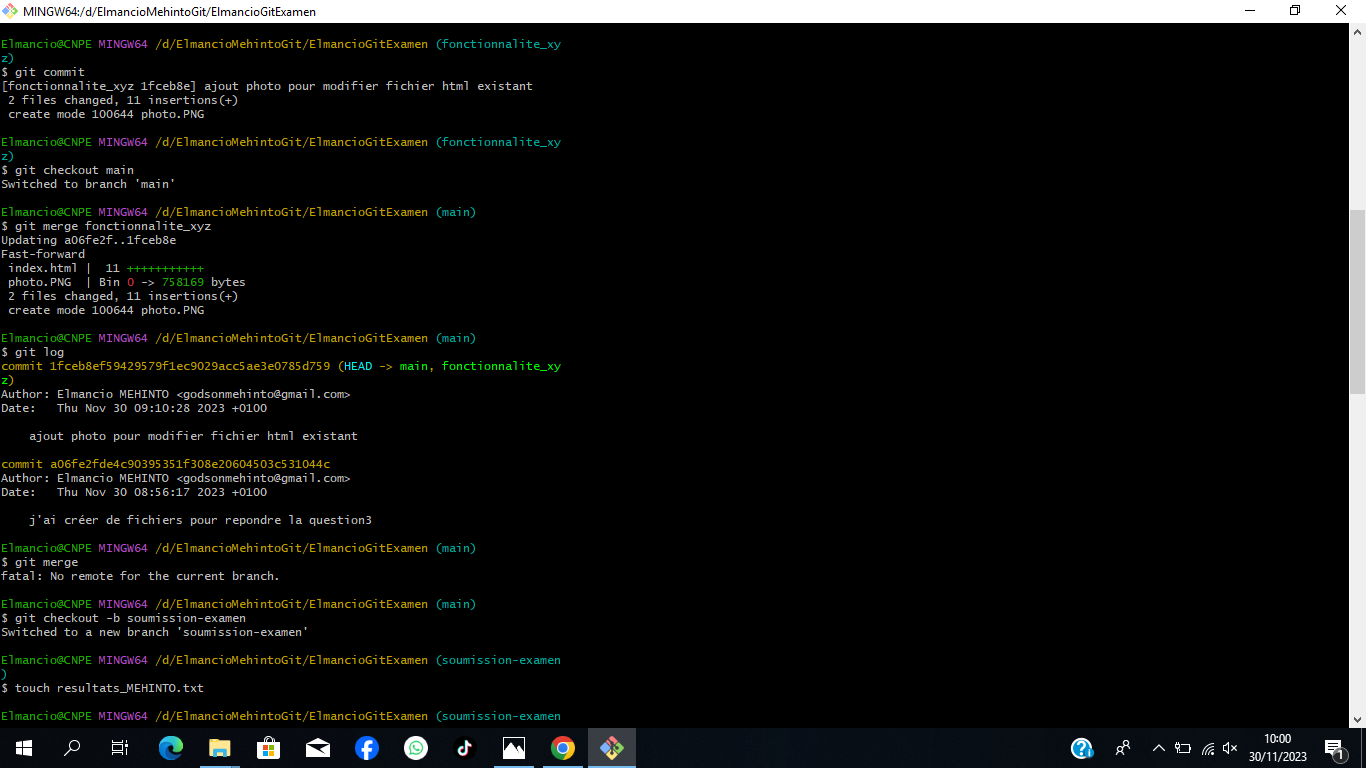 MINGW64:/d/ElmancioMehintoGit/ElmancioGitExamen
Elmancio@CNPE MINGW64 /d/ElmancioMehintoGit/ElmancioGitExamen (fonctionnalite_xy
z)
$ git commit
[fonctionnalite_xyz 1fceb8e] ajout photo pour modifier fichier html existant
 2 files changed, 11 insertions(+)
 create mode 100644 photo.PNG
Elmancio@CNPE MINGW64 /d/ElmancioMehintoGit/ElmancioGitExamen (fonctionnalite_xy
z)
$ git checkout main
Switched to branch 'main'
Elmancio@CNPE MINGW64 /d/ElmancioMehintoGit/ElmancioGitExamen (main)
$ git merge fonctionnalite_xyz
Updating a06fe2f..1fceb8e
Fast-forward
 index.html |  11 +++++++++++
 photo.PNG  | Bin 0 -> 758169 bytes
 2 files changed, 11 insertions(+)
 create mode 100644 photo.PNG
Elmancio@CNPE MINGW64 /d/ElmancioMehintoGit/ElmancioGitExamen (main)
$ git log
commit 1fceb8ef59429579f1ec9029acc5ae3e0785d759 (HEAD -> main, fonctionnalite_xy
z)
Author: Elmancio MEHINTO <godsonmehinto@gmail.com>
Date:   Thu Nov 30 09:10:28 2023 +0100
    ajout photo pour modifier fichier html existant
commit a06fe2fde4c90395351f308e20604503c531044c
Author: Elmancio MEHINTO <godsonmehinto@gmail.com>
Date:   Thu Nov 30 08:56:17 2023 +0100
    j'ai créer de fichiers pour repondre la question3
Elmancio@CNPE MINGW64 /d/ElmancioMehintoGit/ElmancioGitExamen (main)
$ git merge
fatal: No remote for the current branch.
Elmancio@CNPE MINGW64 /d/ElmancioMehintoGit/ElmancioGitExamen (main)
$ git checkout -b soumission-examen
Switched to a new branch 'soumission-examen'
Elmancio@CNPE MINGW64 /d/ElmancioMehintoGit/ElmancioGitExamen (soumission-examen
)
$ touch resultats_MEHINTO.txt
Elmancio@CNPE MINGW64 /d/ElmancioMehintoGit/ElmancioGitExamen (soumission-examen
10:00
30/11/2023
1